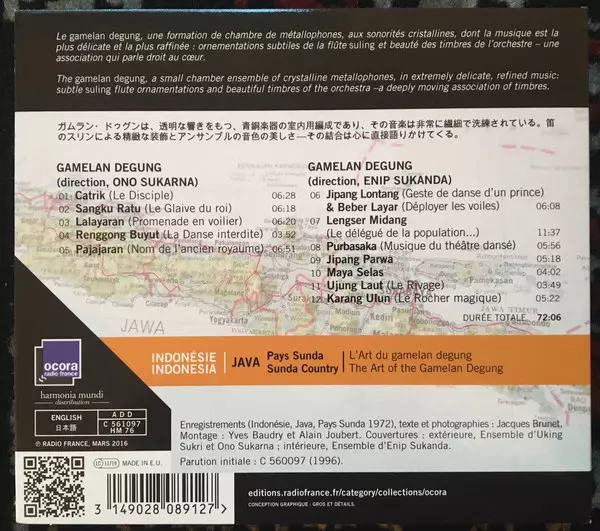 Le gamelan degung, une formation de chambre de métallophones, aux sonorités cristallines, dont la musique est la
plus délicate et la plus raffinée : ornementations subtiles de la flûte suling et beauté des timbres de l'orchestre – une
association qui parle droit au cœur.
The gamelan degung, a small chamber ensemble of crystalline metallophones, in extremely delicate, refined music:
subtle suling flute ornamentations and beautiful timbres of the orchestra –a deeply moving association of timbres.
ガムラン・ドゥグンは、透明な響きをもつ、青銅楽器の室内用編成であり、その音楽は非常に繊細で洗練されている。笛
のスリンによる精緻な装飾とアンサンブルの音色の美しさ—その結合は心に直接語りかけてくる。
GAMELAN DEGUNG
(direction, ONO SUKARNA)
01 Catrik (Le Disciple) 06:28
02 Sangku Ratu (Le Glaive du roi) 06:18
03 Lalayaran (Promenade en voilier) 06:20
04 Renggong Buyut (La Danse interdite) 03:52
05 Pajajaran (Nom de l'ancien royaume) 06:51
GAMELAN DEGUNG
(direction, ENIP SUKANDA)
06 Jipang Lontang (Geste de danse d'un prince)
& Beber Layar (Déployer les voiles) 06:08
07 Lengser Midang
(Le délégué de la population...) 11:37
08 Purbasaka (Musique du théâtre dansé) 05:56
09 Jipang Parwa 05:18
10 Maya Selas 04:02
11 Ujung Laut (Le Rivage) 03:49
12 Karang Ulun (Le Rocher magique) 05:22
DURÉE TOTALE 72:06
JAWA
Yogyakarta
Surakarta
Madiun
Kediri
JAWA TIMUR
ocora
radio france
harmonia mundi
distribution
ENGLISH
日本語
A D D
C 561097
HM 76
℗ RADIO FRANCE, MARS 2016
INDONÉSIE
INDONESIA
JAVA
Pays Sunda
Sunda Country
L'Art du gamelan degung
The Art of the Gamelan Degung
Enregistrements (Indonésie, Java, Pays Sunda 1972), texte et photographies : Jacques Brunet.
Montage : Yves Baudry et Alain Joubert. Couvertures : extérieure, Ensemble d'Uking
Sukri et Ono Sukarna ; intérieure, Ensemble d'Enip Sukanda.
Parution initiale : C 560097 (1996).
MADE IN E.U.
3 149028 089127 >
editions.radiofrance.fr/category/collections/ocora
CONCEPTION GRAPHIQUE : GROS ET DÉTAILS.